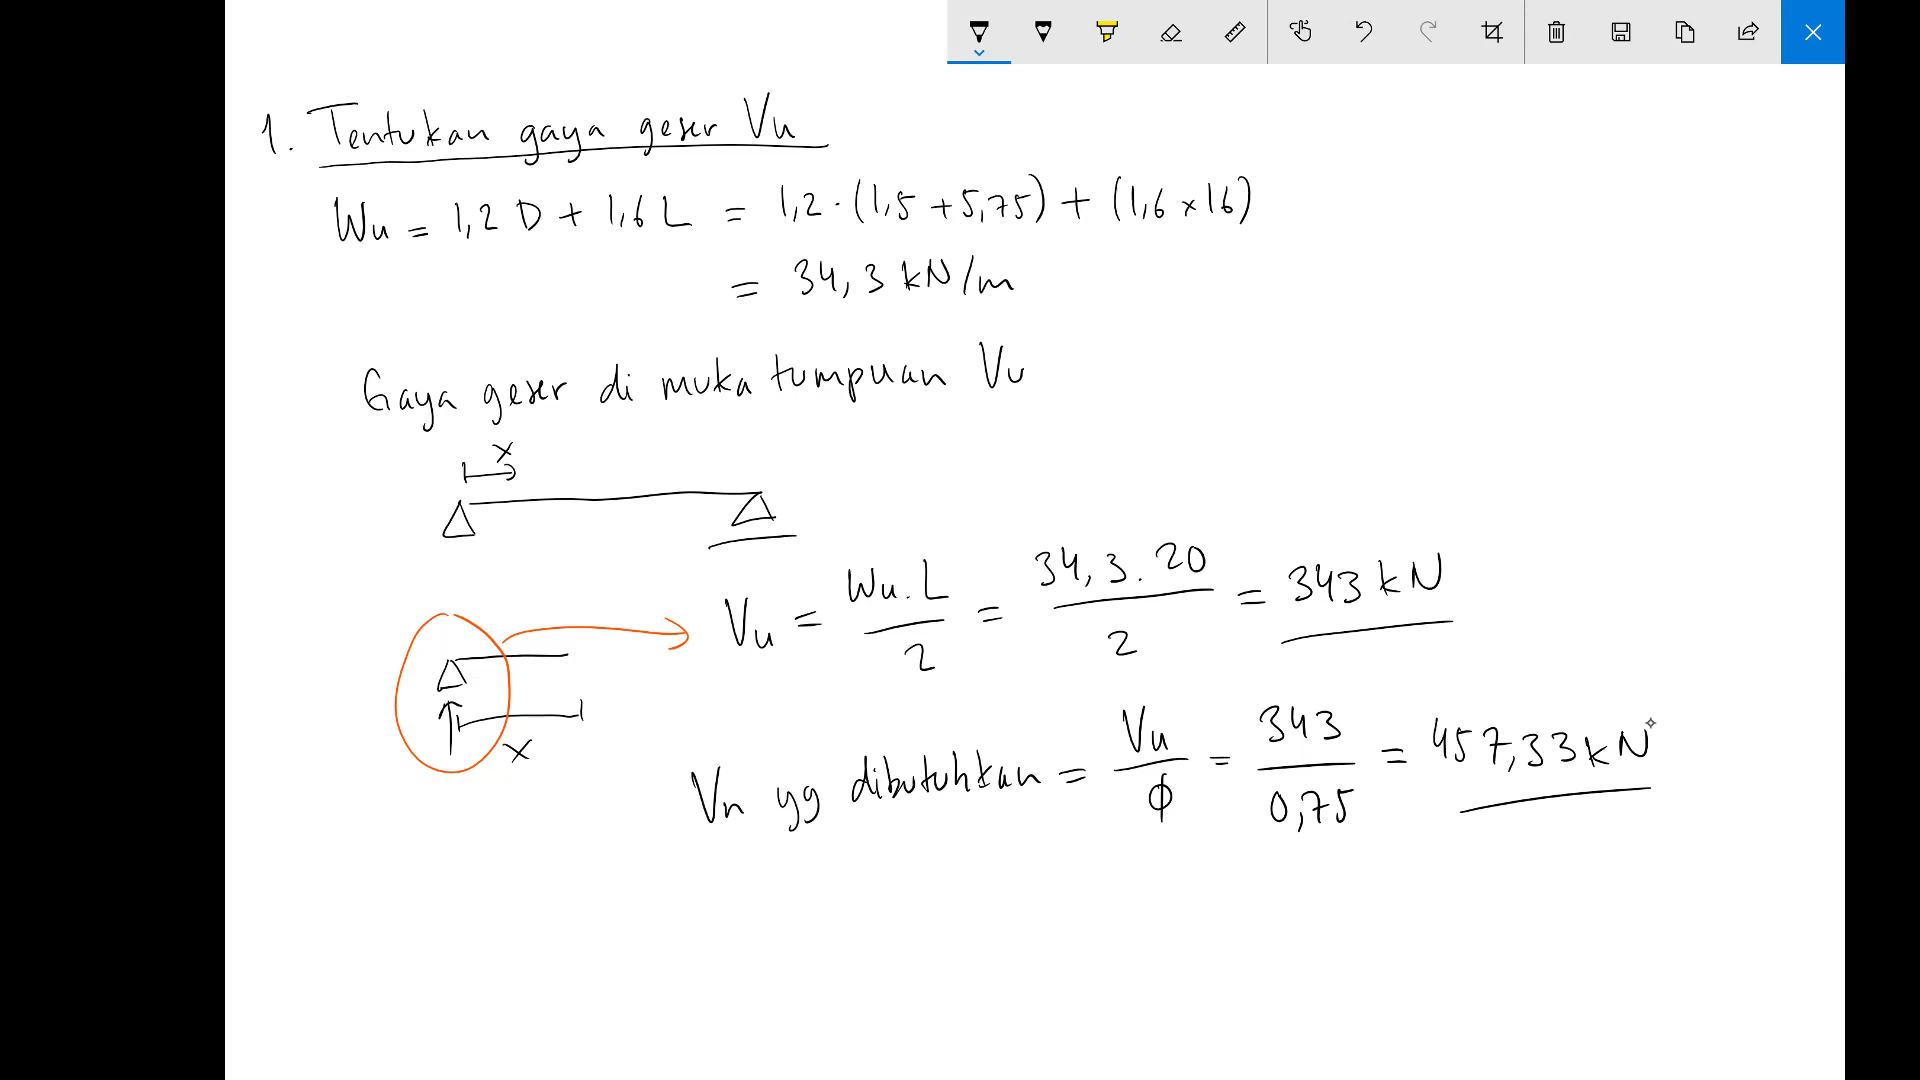 1. Tentukan gaya geser Vu
Wu = 1,2 D + 1,6 L = 1,2 . (1,5 + 5,75) + (1,6 x 16)
= 34,3 kN/m
Gaya geser di muka tumpuan Vu
x
Vu = Wu . L / 2 = 34,3 . 20 / 2 = 343 kN
x
Vn yg dibutuhkan = Vu / ϕ = 343 / 0,75 = 457,33 kN